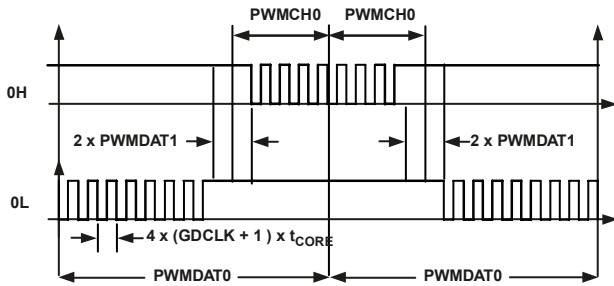 PWMCH0 PWMCH0
0H
2 x PWMDAT1 2 x PWMDAT1
0L
4 x (GDCLK + 1 ) x tCORE
PWMDAT0 PWMDAT0